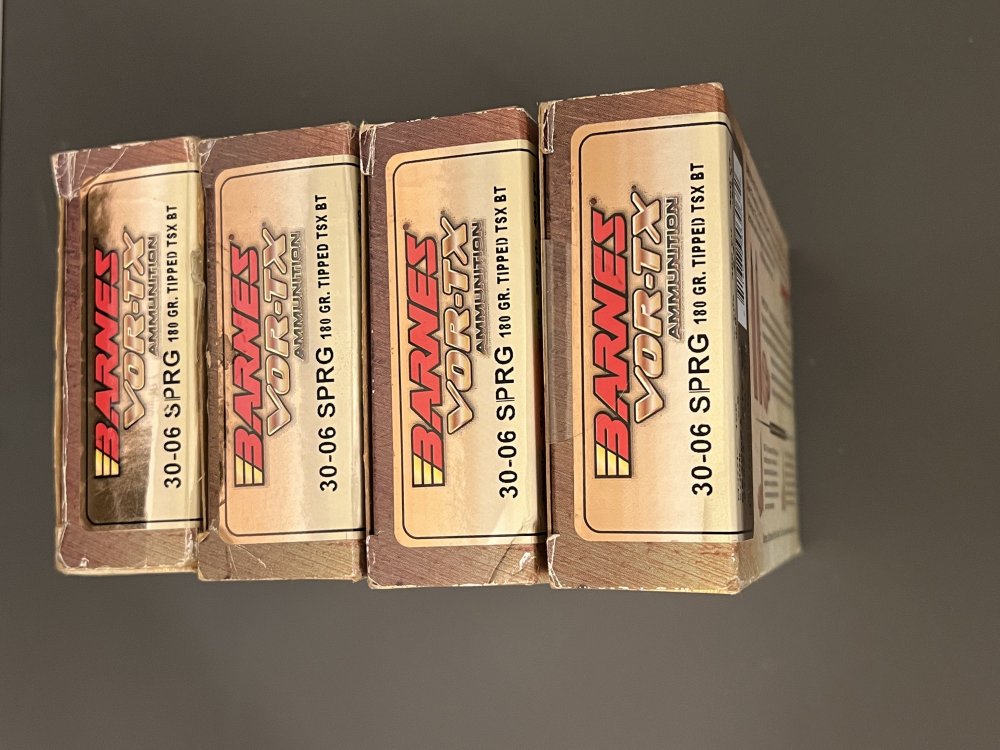 BARNES
VOR-TX
AMMUNITION
30-06 SPRG 180 GR. TIPPED TSX BT
BARNES
VOR-TX
AMMUNITION
30-06 SPRG 180 GR. TIPPED TSX BT
BARNES
VOR-TX
AMMUNITION
30-06 SPRG 180 GR. TIPPED TSX BT
BARNES®
VOR-TX®
AMMUNITION
30-06 SPRG 180 GR. TIPPED TSX BT